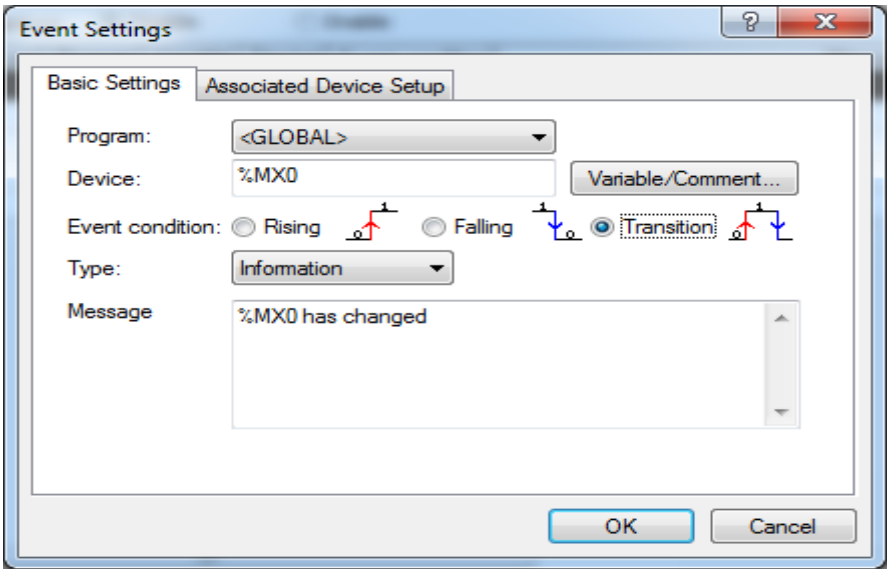 Event Settings
Basic Settings Associated Device Setup
Program: <GLOBAL>
Device: %MX0 Variable/Comment...
Event condition: Rising 0 1 Falling 1 0 Transition 0 1
Type: Information
Message %MX0 has changed
OK Cancel